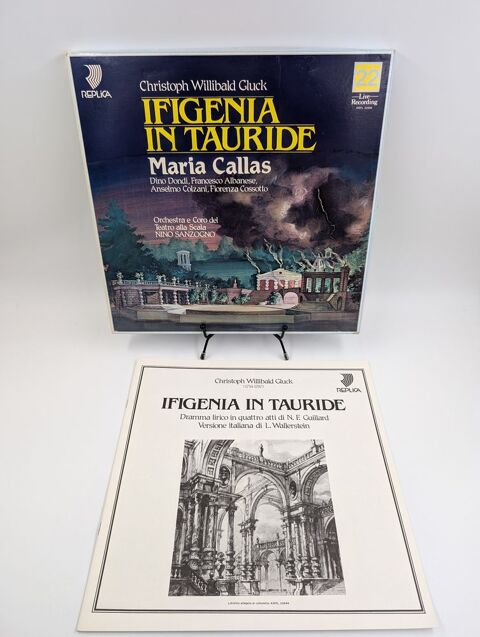 REPLICA
Christoph Willibald Gluck
IFIGENIA
IN TAURIDE
Maria Callas
Dino Dondi, Francesco Albanese,
Anselmo Colzani, Fiorenza Cossotto
Orchestra e Coro del
Teatro alla Scala
NINO SANZOGNO
22
Live
Recording
Christoph Willibald Gluck
REPLICA
IFIGENIA IN TAURIDE
Dramma lirico in quattro atti di N. F. Guillard
Versione italiana di L. Wallerstein